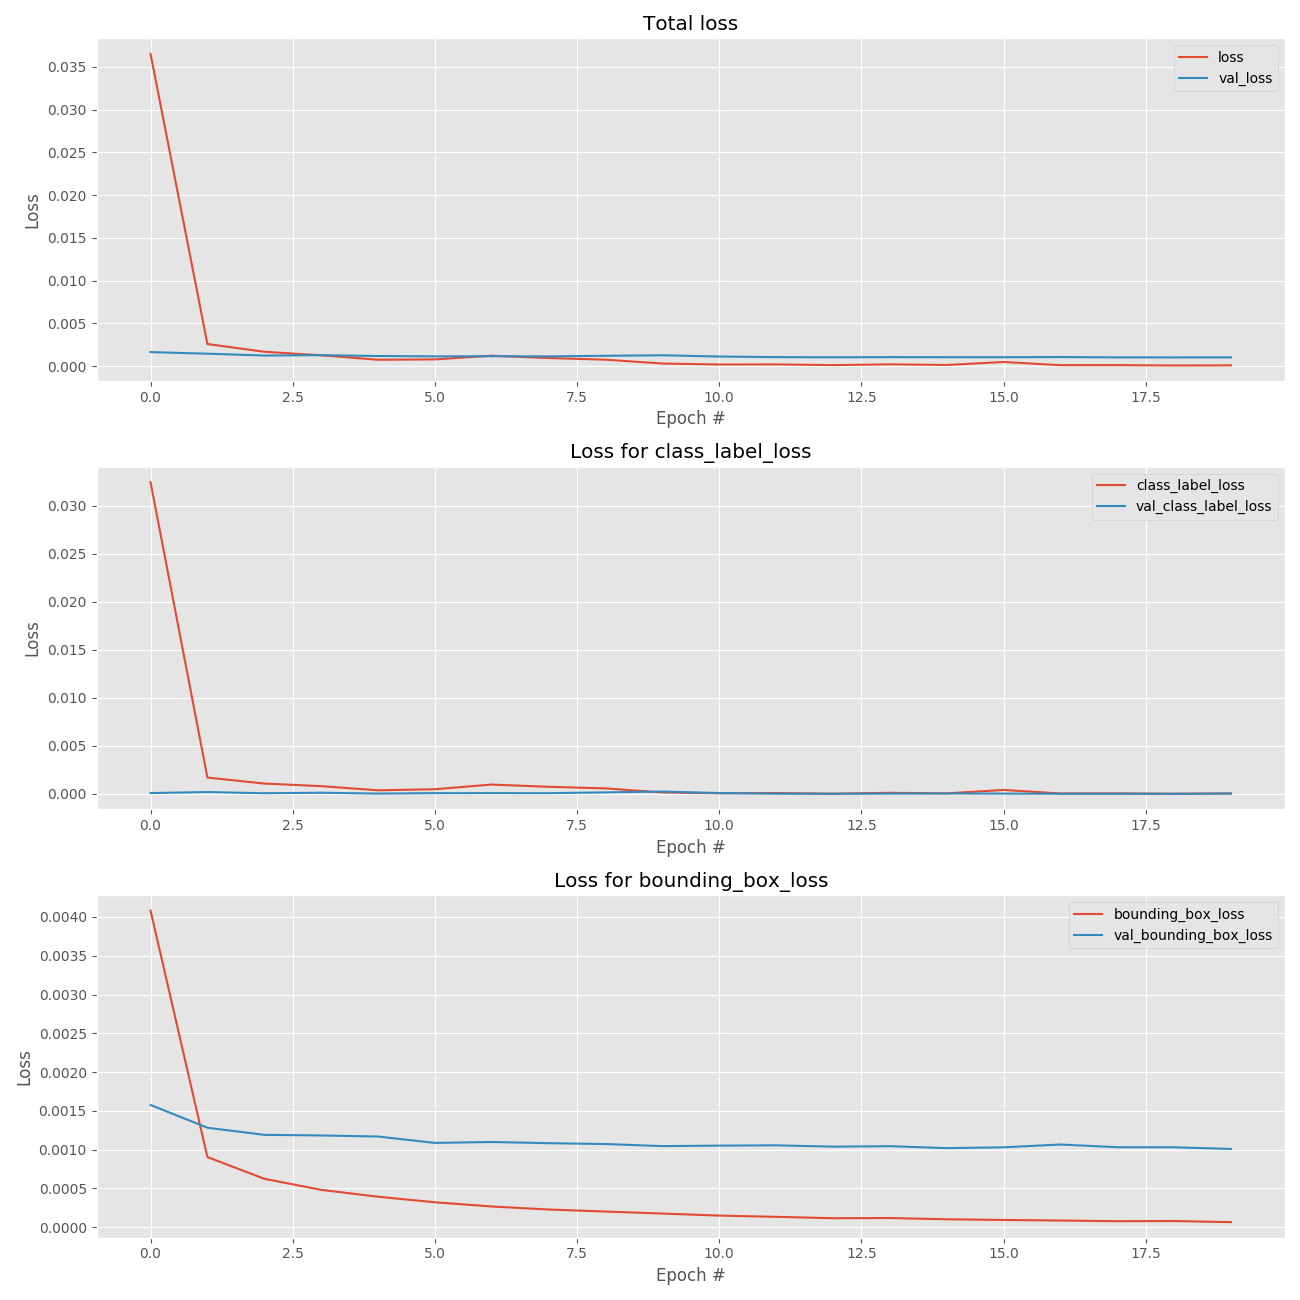 Total loss
loss
val_loss
0.035
0.030
0.025
0.020
0.015
0.010
0.005
0.000
Loss
0.0 2.5 5.0 7.5 10.0 12.5 15.0 17.5
Epoch #
Loss for class_label_loss
class_label_loss
val_class_label_loss
0.030
0.025
0.020
0.015
0.010
0.005
0.000
Loss
0.0 2.5 5.0 7.5 10.0 12.5 15.0 17.5
Epoch #
Loss for bounding_box_loss
bounding_box_loss
val_bounding_box_loss
0.0040
0.0035
0.0030
0.0025
0.0020
0.0015
0.0010
0.0005
0.0000
Loss
0.0 2.5 5.0 7.5 10.0 12.5 15.0 17.5
Epoch #